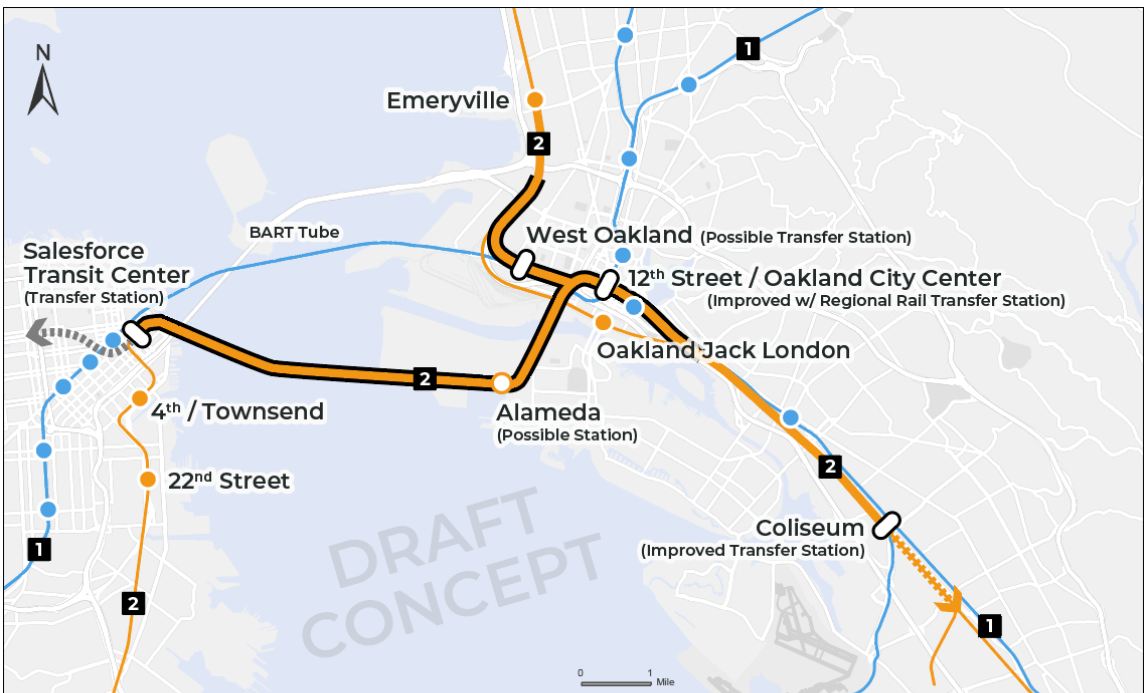 N
1
Emeryville
2
BART Tube
West Oakland (Possible Transfer Station)
Salesforce
Transit Center
(Transfer Station)
12th Street / Oakland City Center
(Improved w/ Regional Rail Transfer Station)
Oakland Jack London
2
Alameda
(Possible Station)
4th / Townsend
22nd Street
2
Coliseum
(Improved Transfer Station)
1
DRAFT
CONCEPT
2
1
0 1
Mile